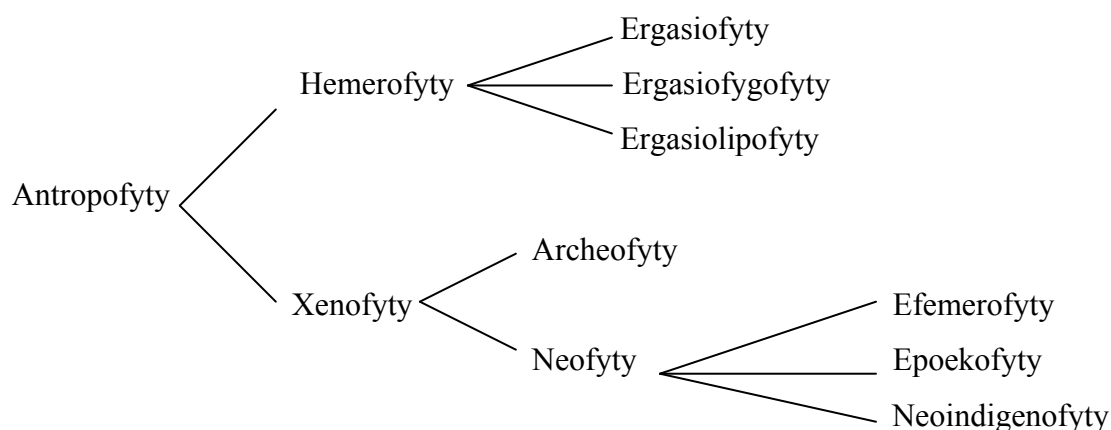 Ergasiofyty
Hemerofyty
Ergasiofygofyty
Ergasiolipofyty
Antropofyty
Archeofyty
Xenofyty
Efemerofyty
Neofyty
Epoekofyty
Neoindigenofyty